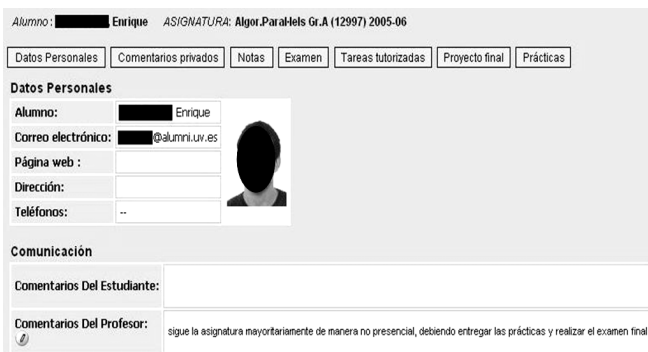 Alumno: Enrique ASIGNATURA: Algor.Paral·lels Gr.A (12997) 2005-06
Datos Personales Comentarios privados Notas Examen Tareas tutorizadas Proyecto final Prácticas
Datos Personales
Alumno: Enrique
Correo electrónico: @alumni.uv.es
Página web :
Dirección:
Teléfonos: --
Comunicación
Comentarios Del Estudiante:
Comentarios Del Profesor: sigue la asignatura mayoritariamente de manera no presencial, debiendo entregar las prácticas y realizar el examen final